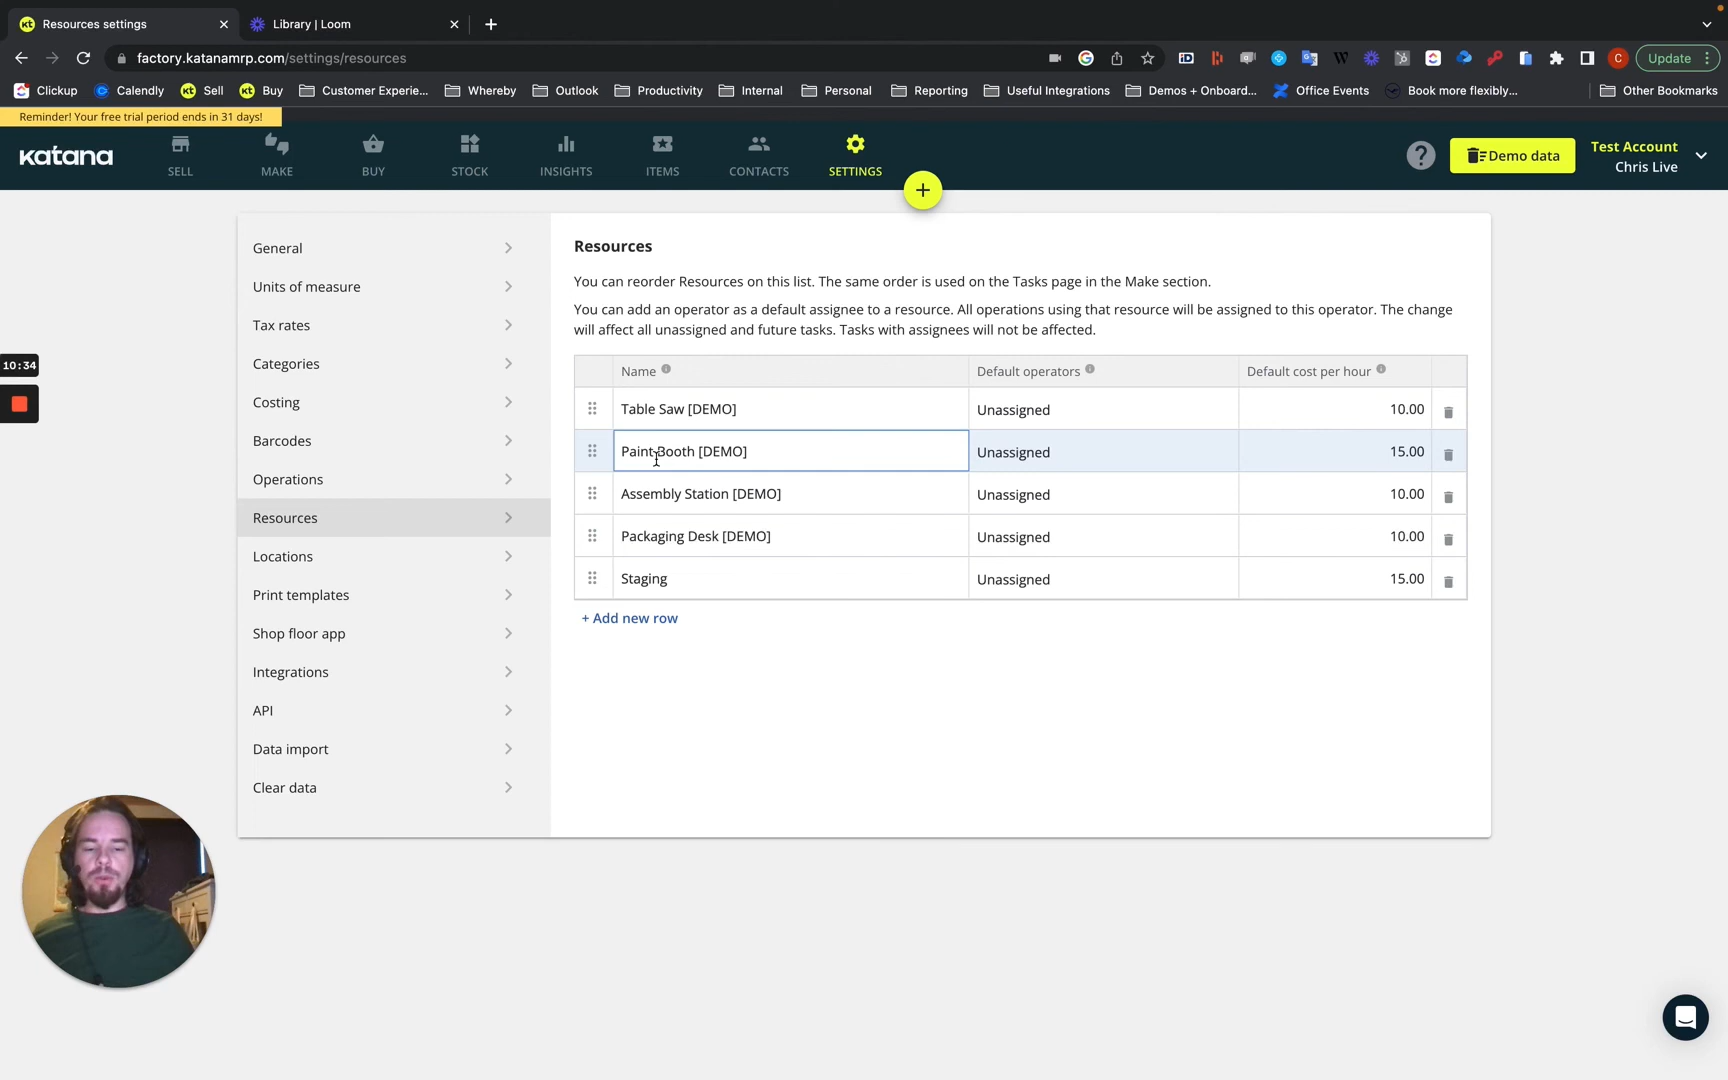 Resources settings
Library | Loom
factory.katanamrp.com/settings/resources
Update
Clickup
Calendly
Sell
Buy
Customer Experie...
Whereby
Outlook
Productivity
Internal
Personal
Reporting
Useful Integrations
Demos + Onboard...
Office Events
Book more flexibly...
Other Bookmarks
Reminder! Your free trial period ends in 31 days!
katana
SELL
MAKE
BUY
STOCK
INSIGHTS
ITEMS
CONTACTS
SETTINGS
Demo data
Test Account
Chris Live
General
Units of measure
Tax rates
Categories
Costing
Barcodes
Operations
Resources
Locations
Print templates
Shop floor app
Integrations
API
Data import
Clear data
10:34
Resources
You can reorder Resources on this list. The same order is used on the Tasks page in the Make section.
You can add an operator as a default assignee to a resource. All operations using that resource will be assigned to this operator. The change
will affect all unassigned and future tasks. Tasks with assignees will not be affected.
Name Default operators Default cost per hour
Table Saw [DEMO] Unassigned 10.00
Paint Booth [DEMO] Unassigned 15.00
Assembly Station [DEMO] Unassigned 10.00
Packaging Desk [DEMO] Unassigned 10.00
Staging Unassigned 15.00
+ Add new row